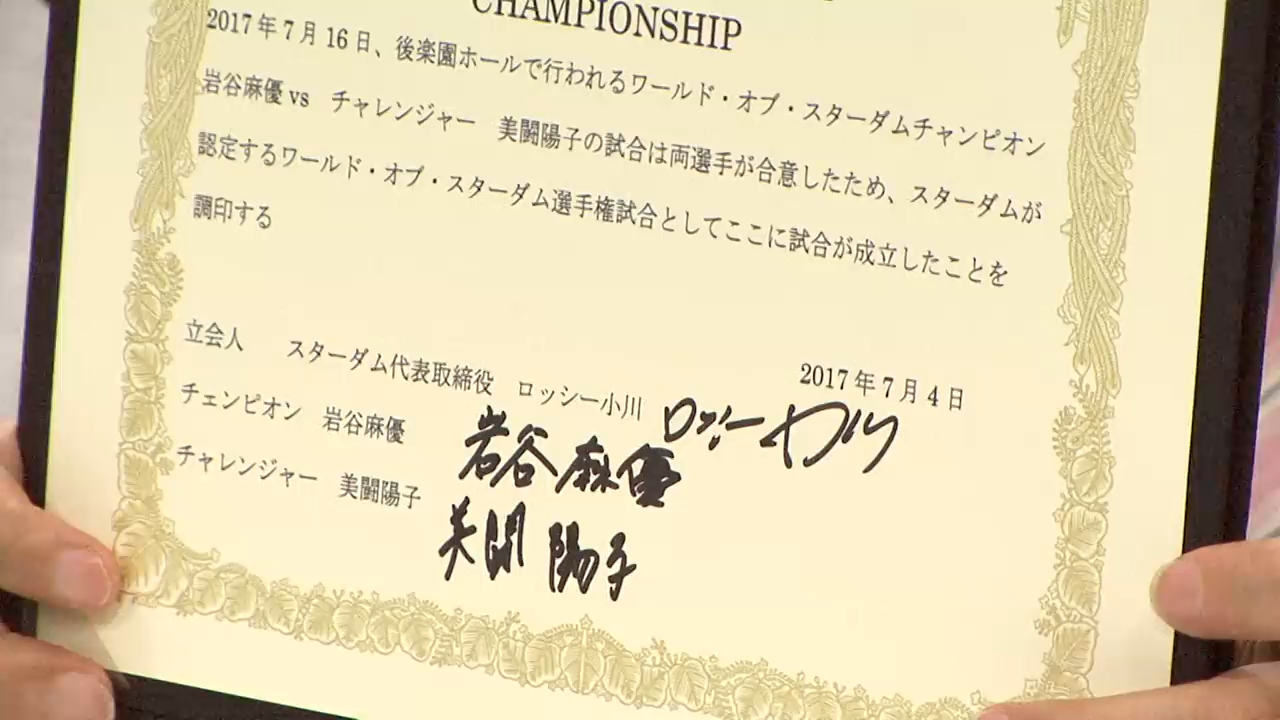 CHAMPIONSHIP
2017年7月16日、後楽園ホールで行われるワールド・オブ・スターダムチャンピオン
岩谷麻優 vs チャレンジャー 美闘陽子の試合は両選手が合意したため、スターダムが
認定するワールド・オブ・スターダム選手権試合としてここに試合が成立したことを
調印する
2017年7月4日
立会人 スターダム代表取締役 ロッシー小川 ロッシー小川
チェンピオン 岩谷麻優 岩谷麻優
チャレンジャー 美闘陽子 美闘陽子